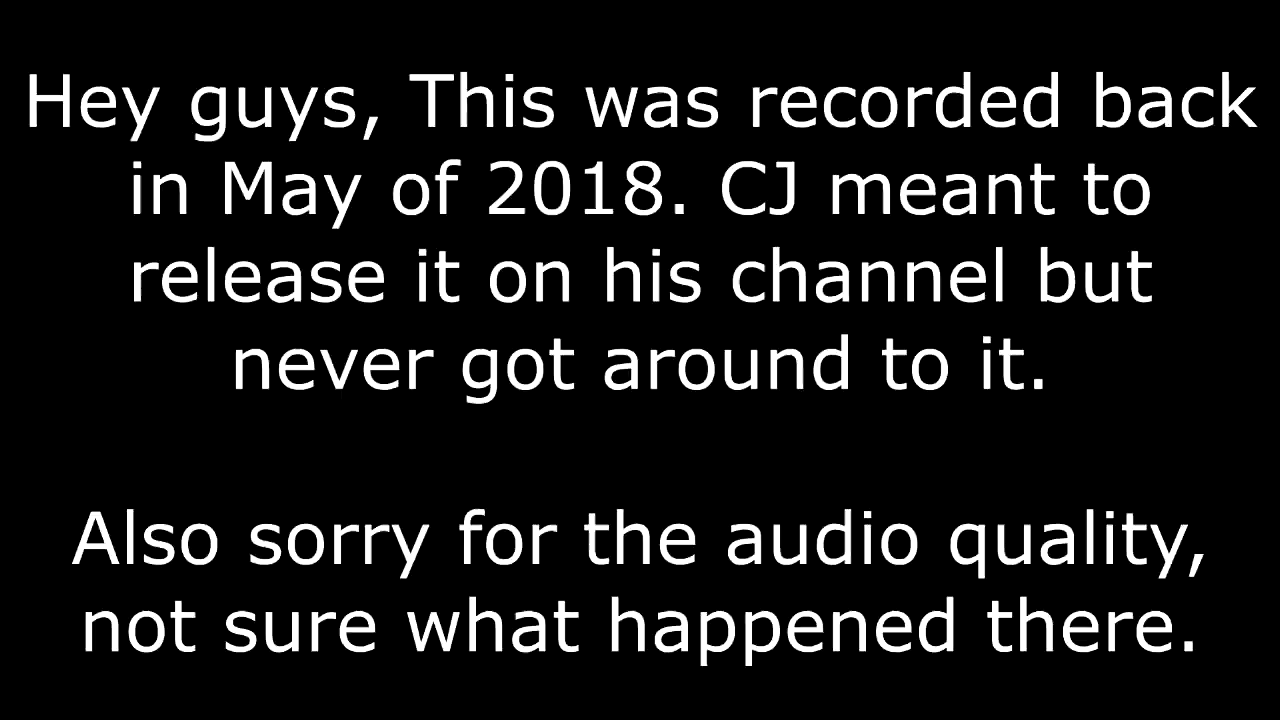 Hey guys, This was recorded back
in May of 2018. CJ meant to
release it on his channel but
never got around to it.
Also sorry for the audio quality,
not sure what happened there.